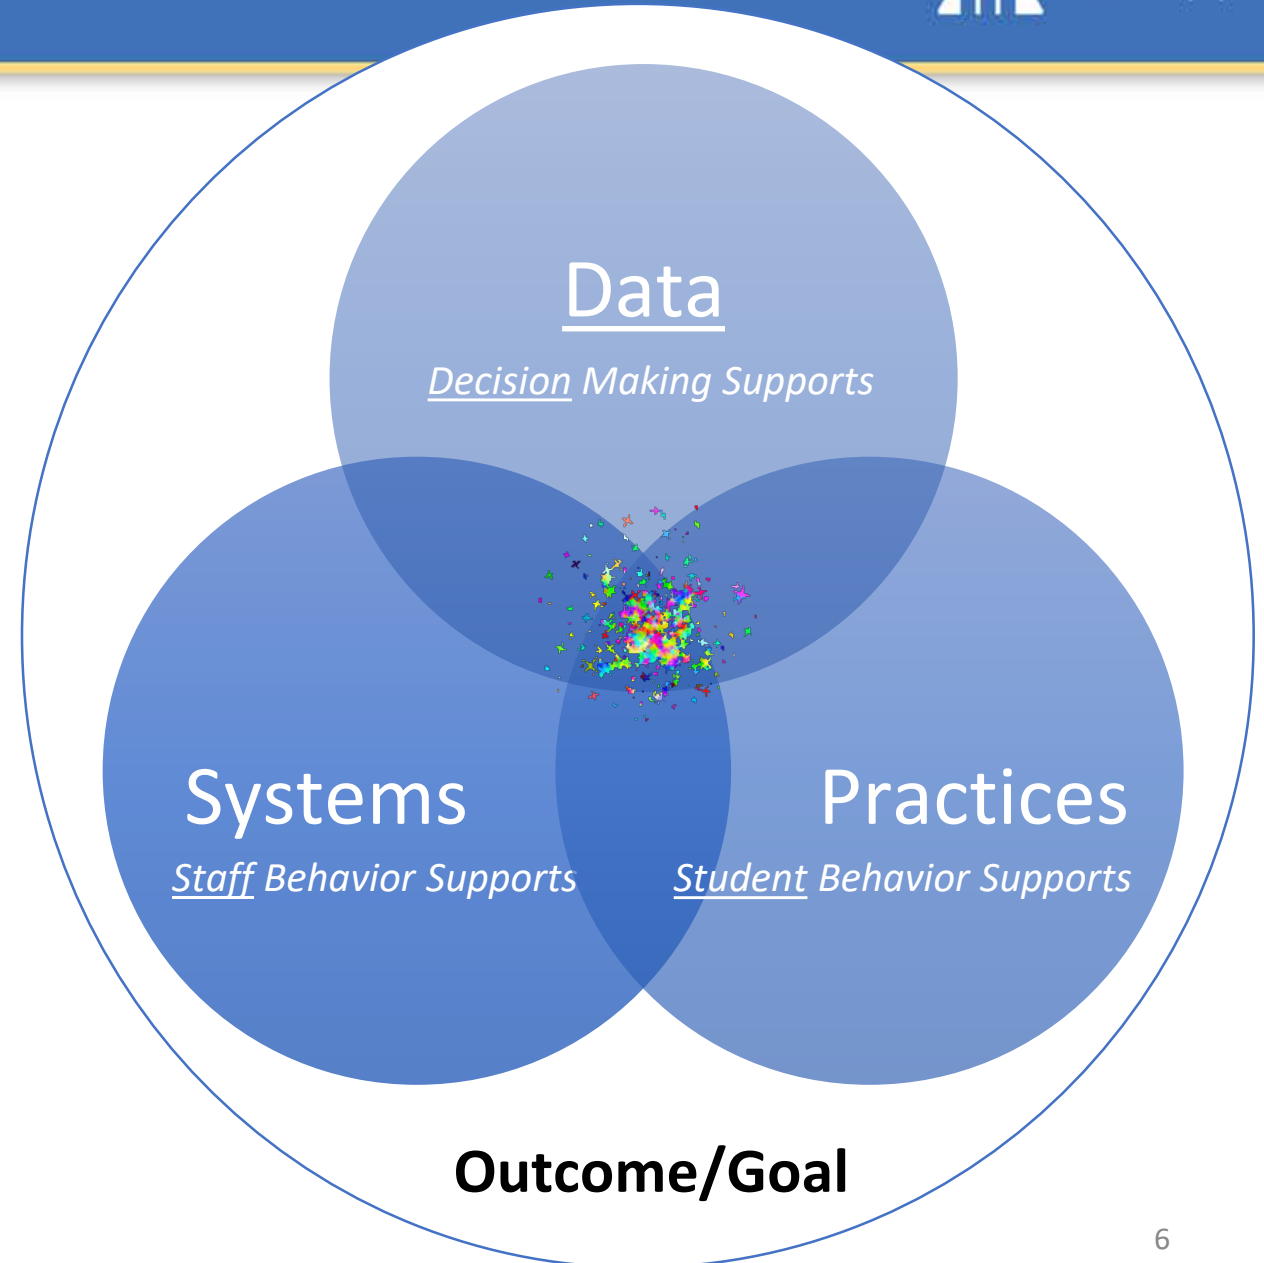 Data
Decision Making Supports
Systems
Staff Behavior Supports
Practices
Student Behavior Supports
Outcome/Goal
6